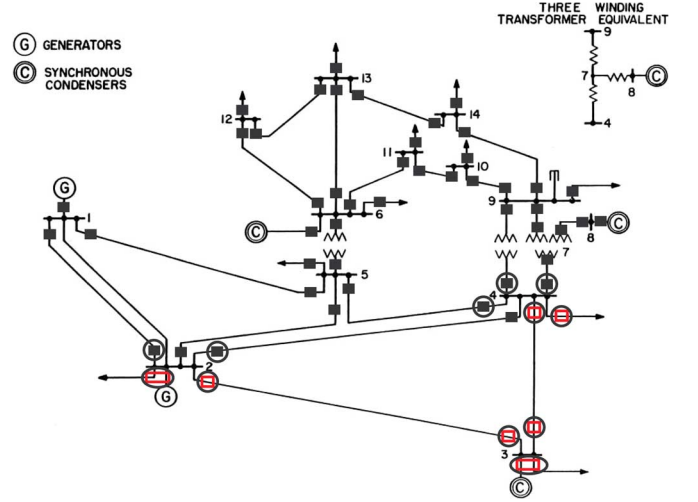 THREE WINDING
TRANSFORMER EQUIVALENT
9
7
C
8
4
G GENERATORS
C SYNCHRONOUS
CONDENSERS
13
14
12
11
10
G
1
C
6
9
C
8
7
5
4
2
G
3
C